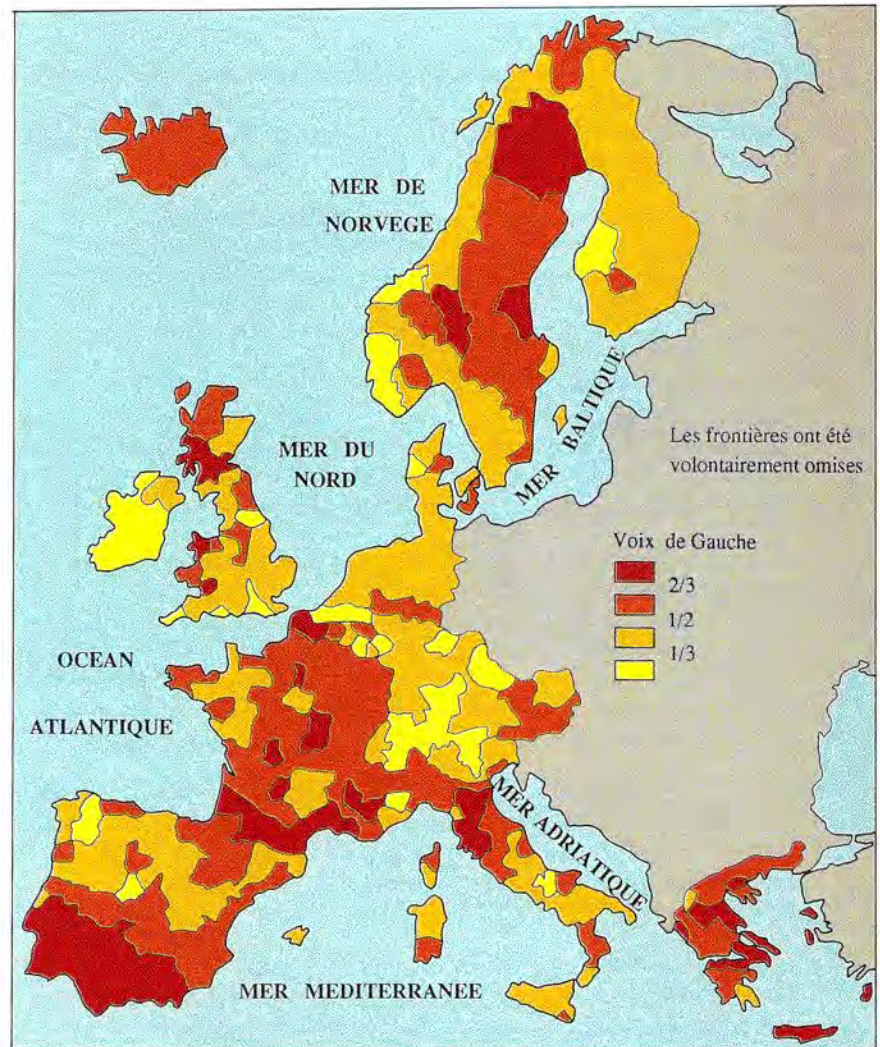 MER DE
NORVEGE
MER DU
NORD
MER BALTIQUE
Les frontières ont été
volontairement omises
Voix de Gauche
2/3
1/2
1/3
OCEAN
ATLANTIQUE
MER ADRIATIQUE
MER MEDITERRANEE